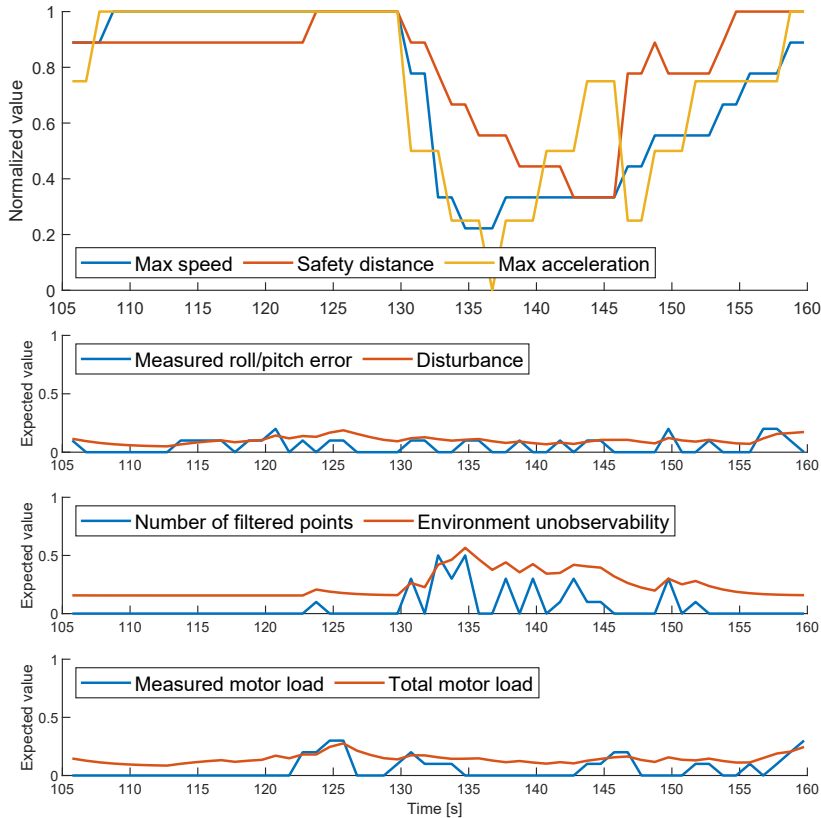 1
0.8
0.6
0.4
0.2
0
Normalized value
Max speed Safety distance Max acceleration
105 110 115 120 125 130 135 140 145 150 155 160
1
0.5
0
Expected value
Measured roll/pitch error Disturbance
105 110 115 120 125 130 135 140 145 150 155 160
1
0.5
0
Expected value
Number of filtered points Environment unobservability
105 110 115 120 125 130 135 140 145 150 155 160
1
0.5
0
Expected value
Measured motor load Total motor load
105 110 115 120 125 130 135 140 145 150 155 160
Time [s]